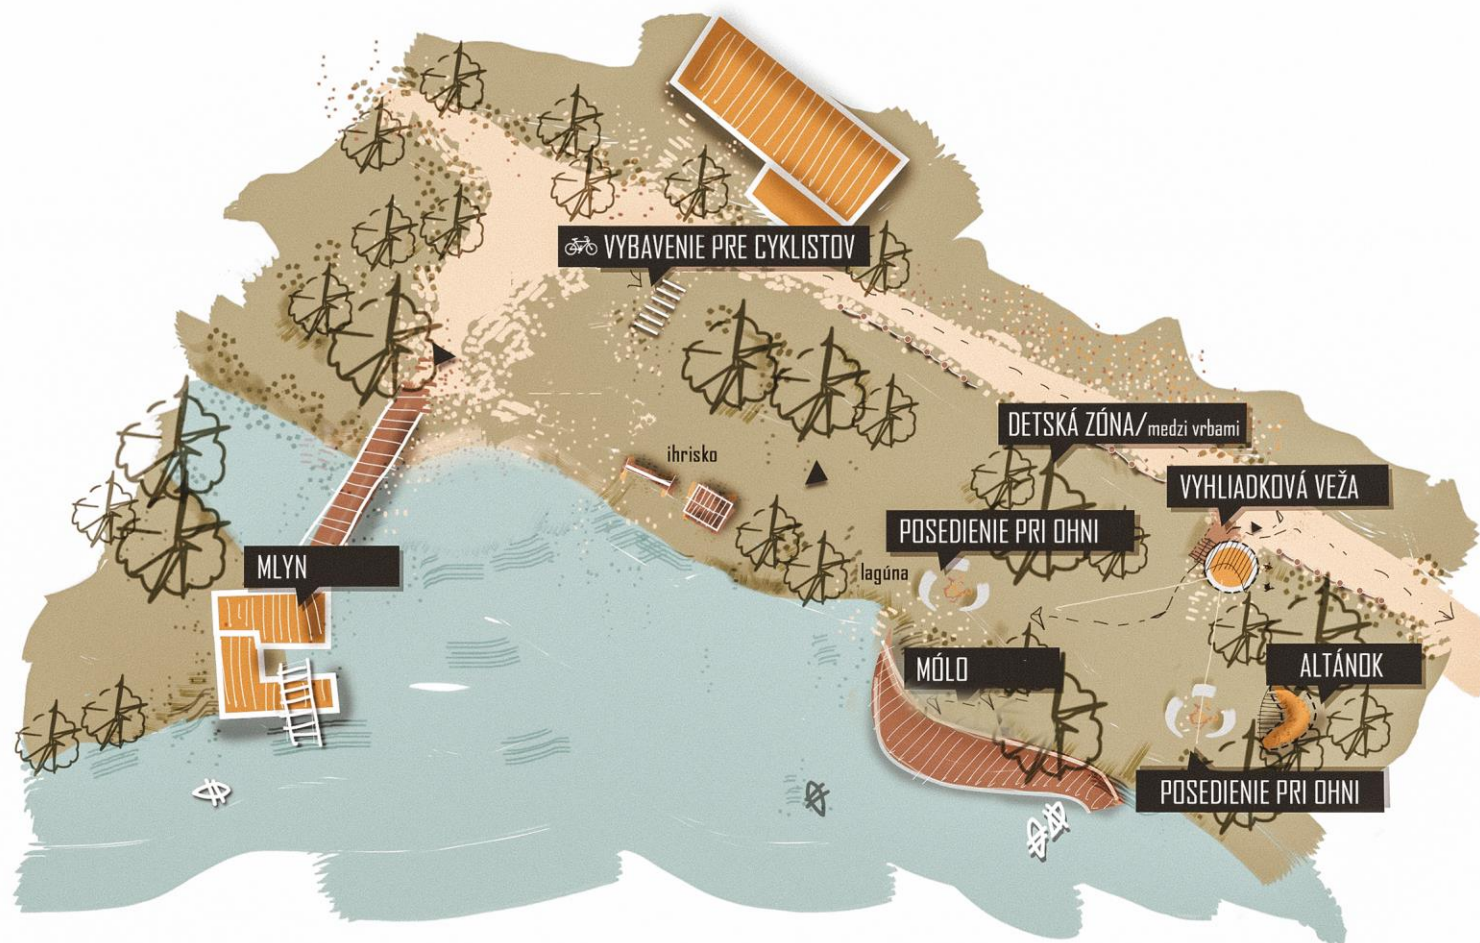 VYBAVENIE PRE CYKLISTOV
DETSKÁ ZÓNA/medzi vrbami
ihrisko
VYHLIADKOVÁ VEŽA
POSEDIENIE PRI OHNI
lagúna
MLYN
MÓLO
ALTÁNOK
POSEDIENIE PRI OHNI